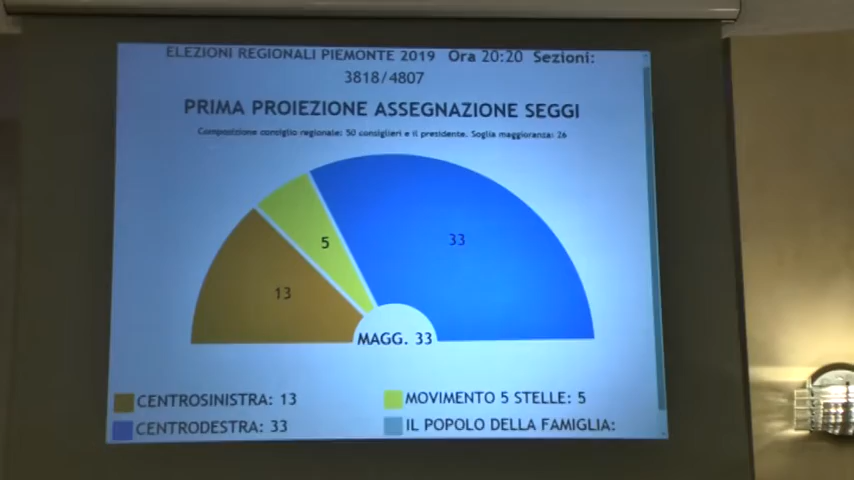 ELEZIONI REGIONALI PIEMONTE 2019 Ora 20:20 Sezioni:
3818/4807
PRIMA PROIEZIONE ASSEGNAZIONE SEGGI
Composizione consiglio regionale: 50 consiglieri e il presidente. Soglia maggioranza: 26
33
5
13
MAGG. 33
CENTROSINISTRA: 13
MOVIMENTO 5 STELLE: 5
CENTRODESTRA: 33
IL POPOLO DELLA FAMIGLIA: